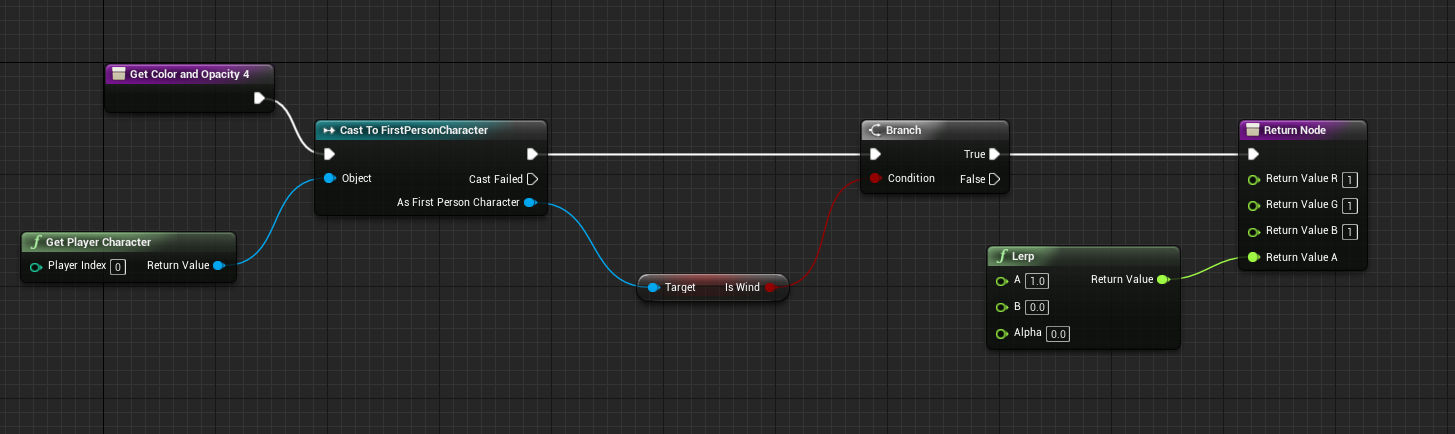 Get Color and Opacity 4
Cast To FirstPersonCharacter
Object
Cast Failed
As First Person Character
Get Player Character
Player Index 0
Return Value
Target
Is Wind
Branch
True
Condition
False
Lerp
A 1.0
Return Value
B 0.0
Alpha 0.0
Return Node
Return Value R 1
Return Value G 1
Return Value B 1
Return Value A